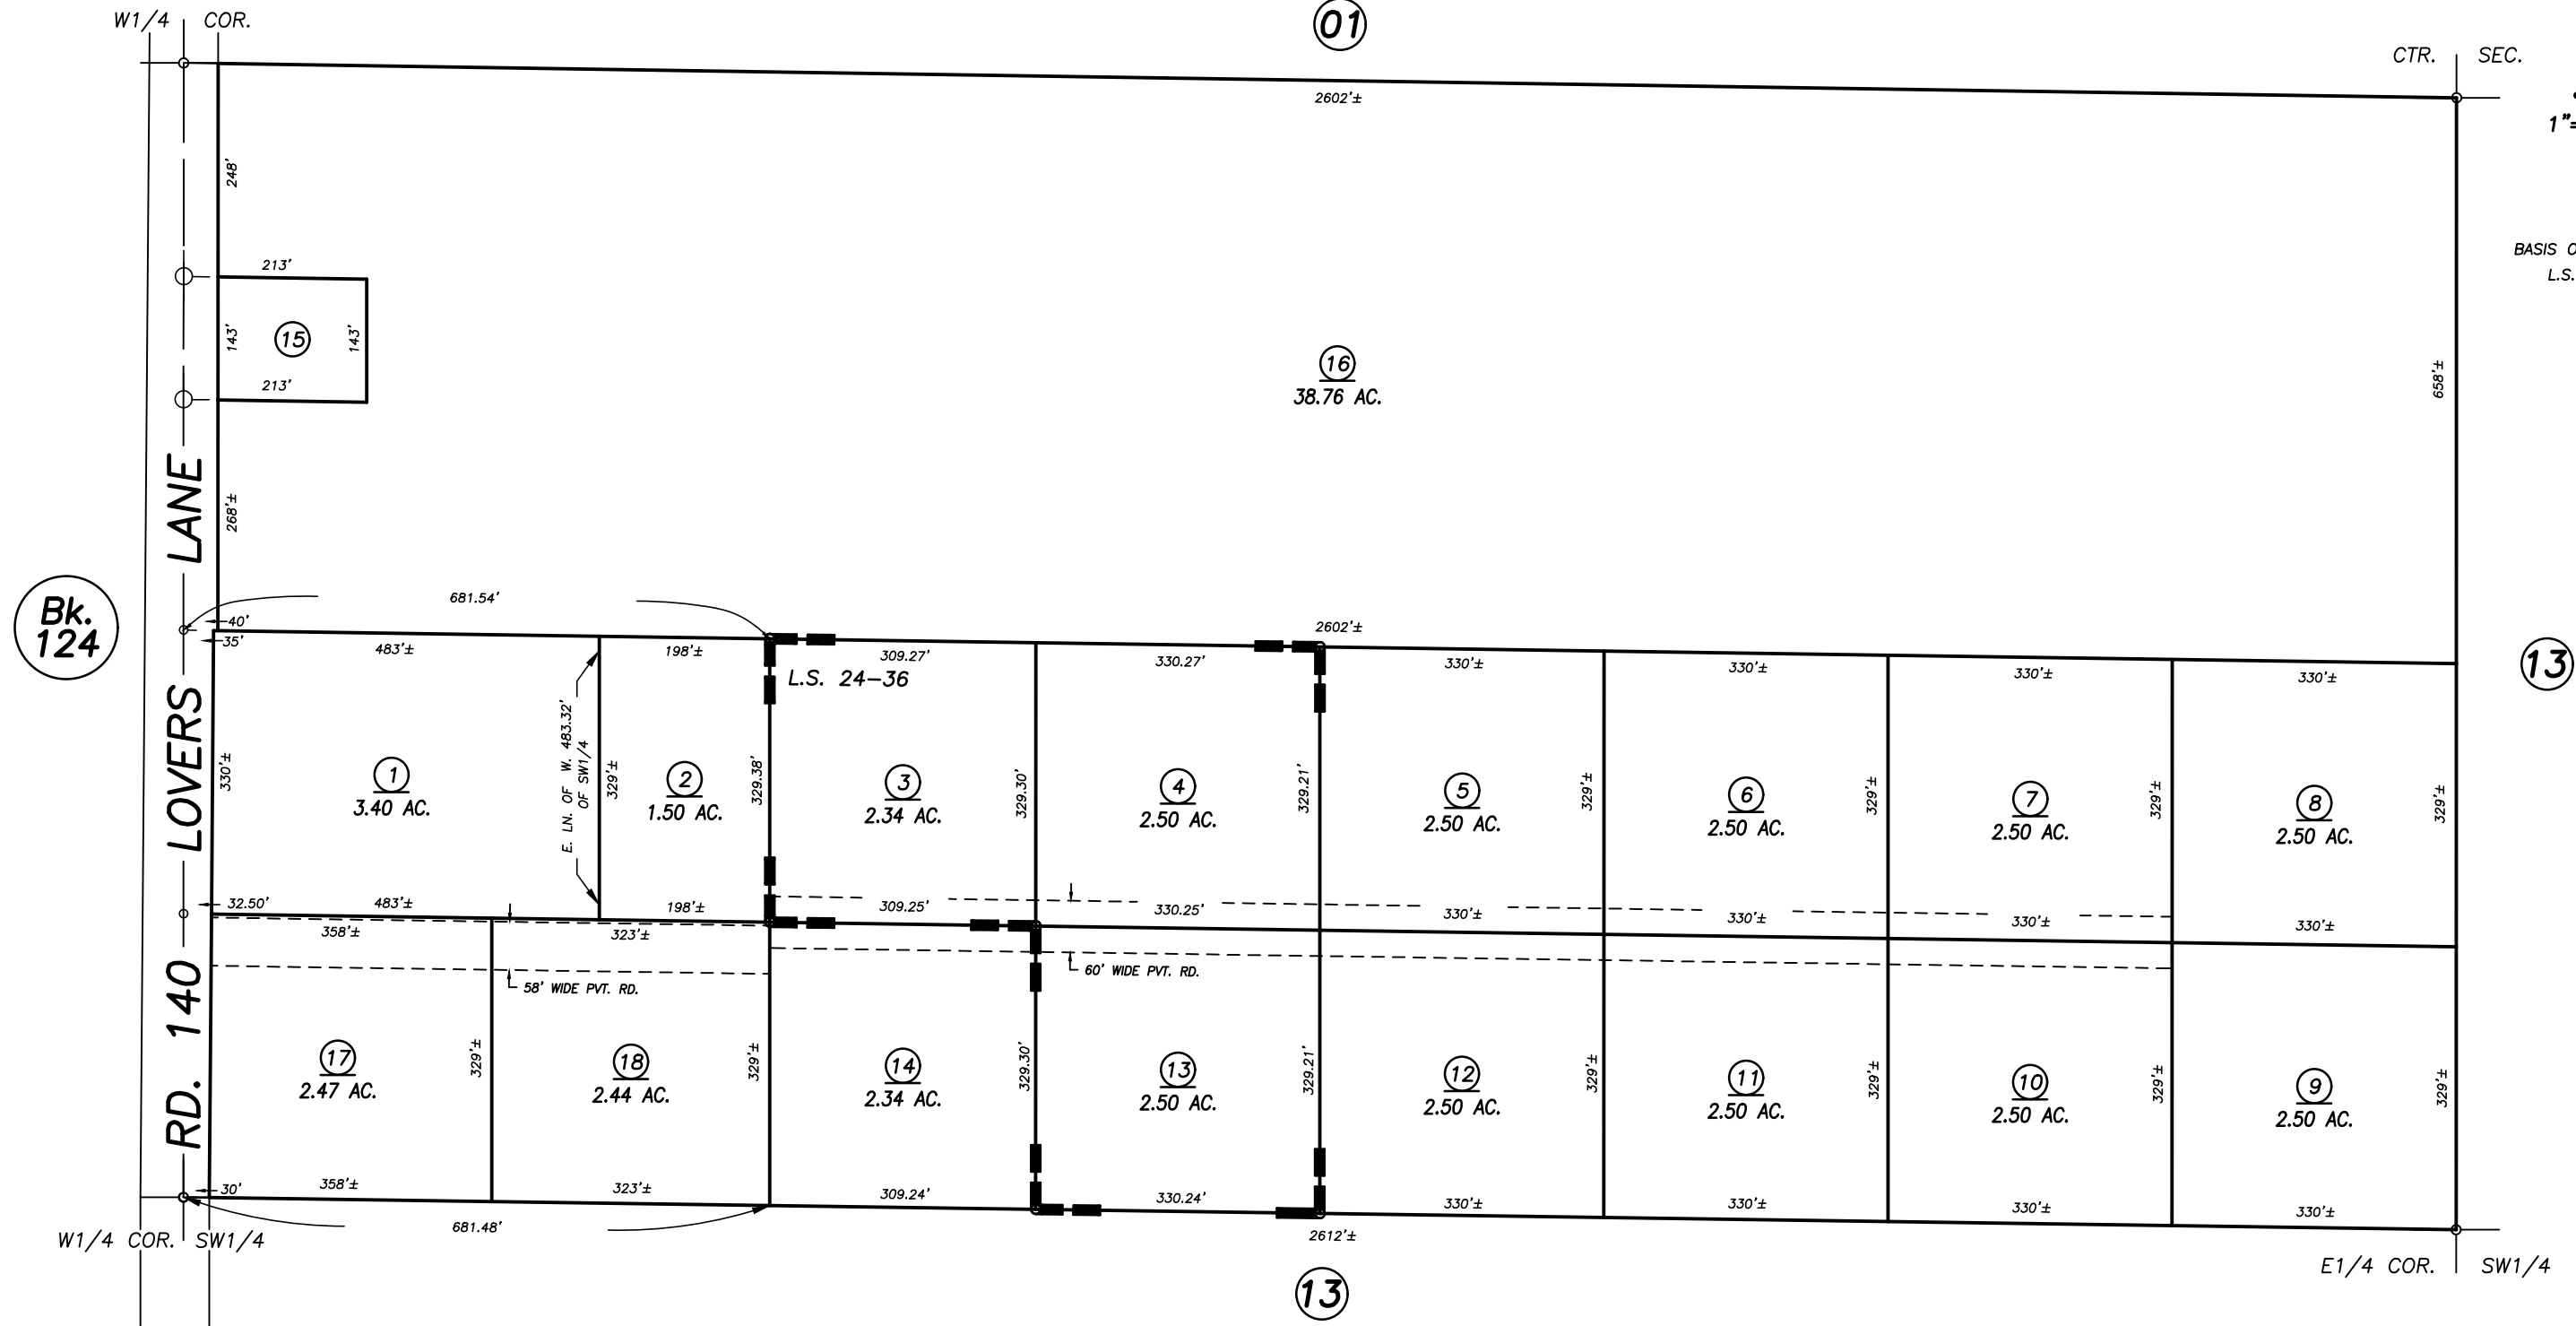 W1/4 COR.
01
CTR. SEC.
2602'±
1"=
248'
BASIS O
L.S.
213'
143'
15
143'
213'
16
38.76 AC.
658'±
268'±
RD. 140 LOVERS LANE
Bk.
124
13
681.54'
40'
35'
2602'±
483'±
198'±
309.27'
330.27'
330'±
330'±
330'±
330'±
L.S. 24-36
330'±
1
3.40 AC.
E. LN. OF W. 483.32'
OF SW1/4
329'±
2
1.50 AC.
329.38'
3
2.34 AC.
329.30'
4
2.50 AC.
329.21'
5
2.50 AC.
329'±
6
2.50 AC.
329'±
7
2.50 AC.
329'±
8
2.50 AC.
329'±
32.50'
483'±
198'±
309.25'
330.25'
330'±
330'±
330'±
330'±
358'±
323'±
58' WIDE PVT. RD.
60' WIDE PVT. RD.
17
2.47 AC.
329'±
18
2.44 AC.
329'±
14
2.34 AC.
329.30'
13
2.50 AC.
329.21'
12
2.50 AC.
329'±
11
2.50 AC.
329'±
10
2.50 AC.
329'±
9
2.50 AC.
329'±
30'
358'±
323'±
309.24'
330.24'
330'±
330'±
330'±
330'±
681.48'
2612'±
W1/4 COR. SW1/4
E1/4 COR. SW1/4
13